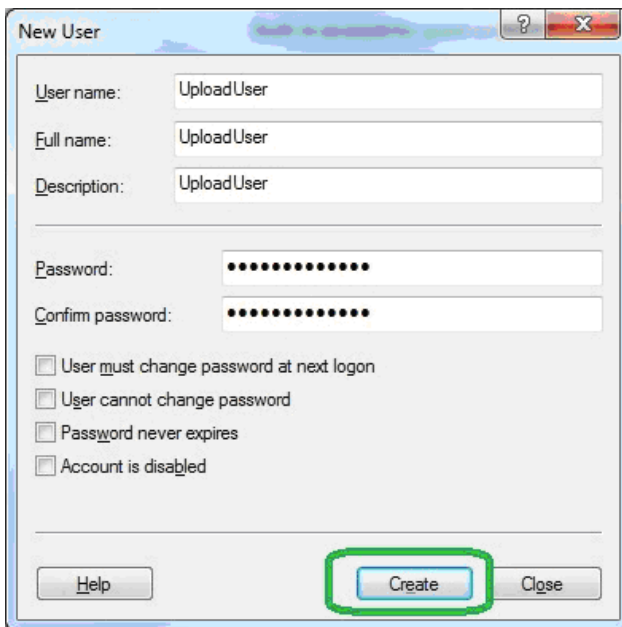 New User
User name: UploadUser
Full name: UploadUser
Description: UploadUser
Password: •••••••••••••
Confirm password: •••••••••••••
User must change password at next logon
User cannot change password
Password never expires
Account is disabled
Help Create Close